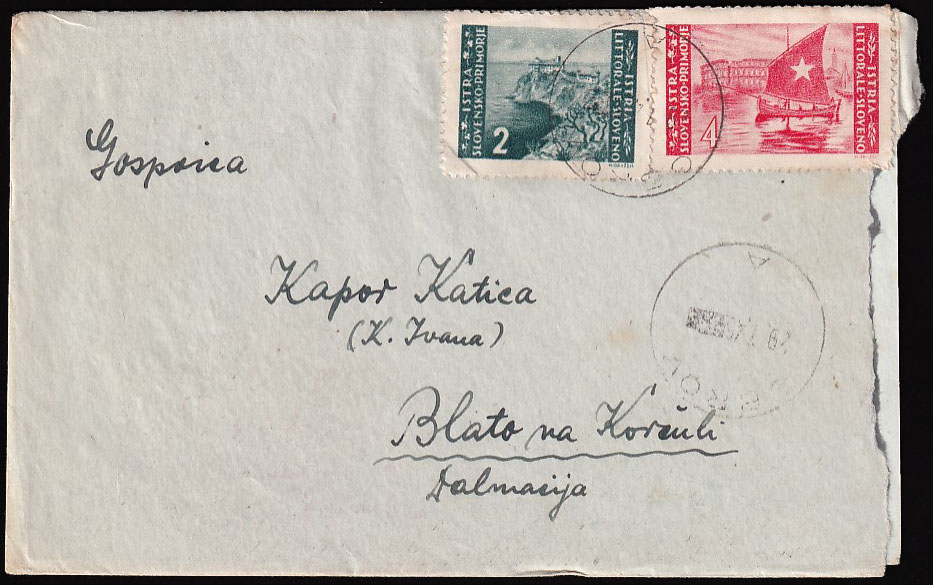 ISTRA
SLOVENSKO-PRIMORJE
2
ISTRIA
LITTORALE-SLOVENO
ISTRA
SLOVENSKO-PRIMORJE
4
ISTRIA
LITTORALE-SLOVENO
Gospoica
Kapor Katica
(K. Ivana)
Blato na Korčuli
Dalmacija